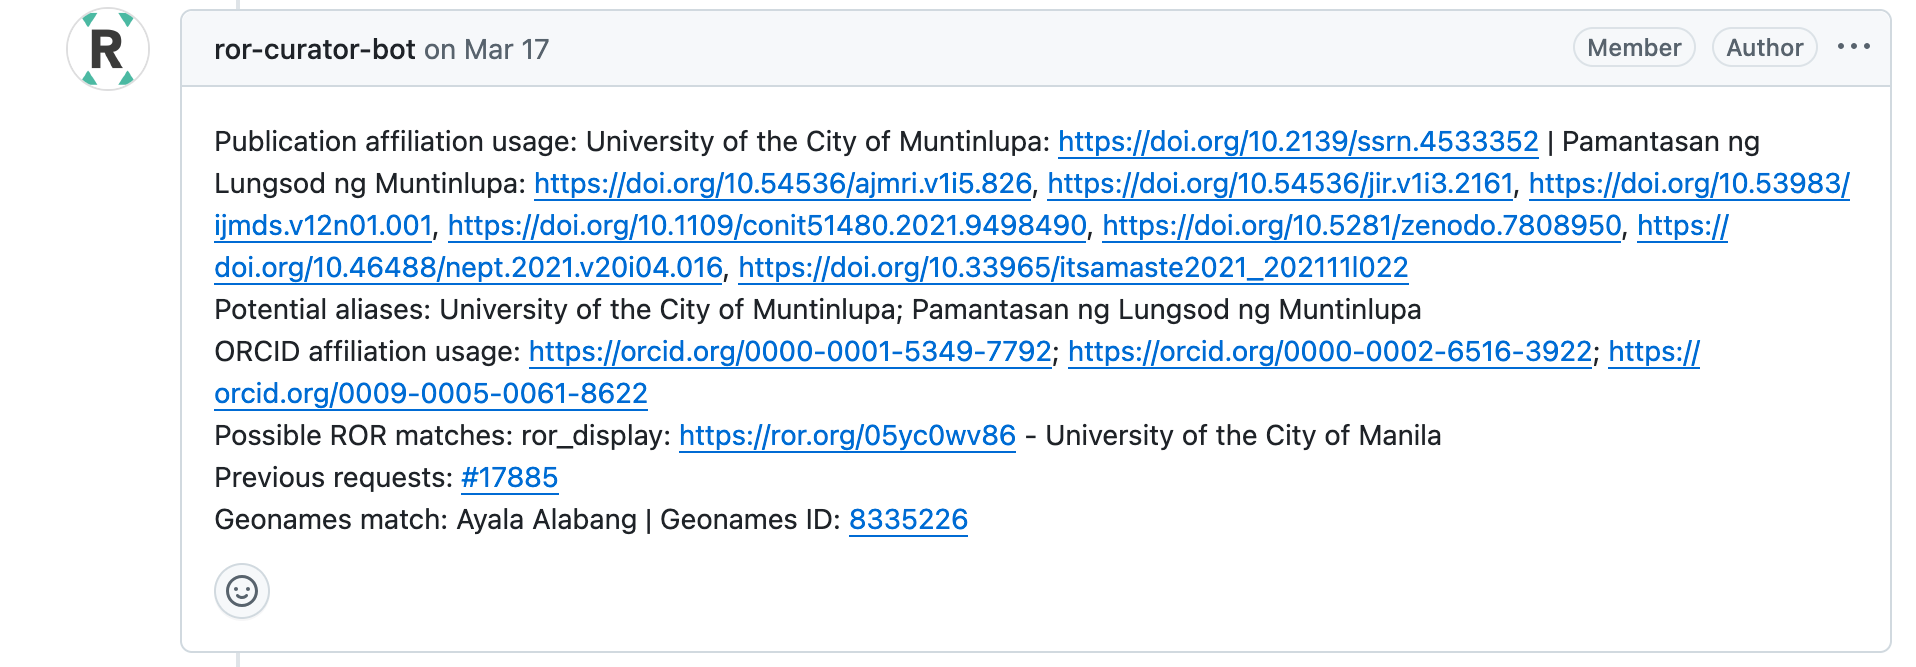 R
ror-curator-bot on Mar 17
Member
Author
Publication affiliation usage: University of the City of Muntinlupa: https://doi.org/10.2139/ssrn.4533352 | Pamantasan ng
Lungsod ng Muntinlupa: https://doi.org/10.54536/ajmri.v1i5.826, https://doi.org/10.54536/jir.v1i3.2161, https://doi.org/10.53983/
ijmds.v12n01.001, https://doi.org/10.1109/conit51480.2021.9498490, https://doi.org/10.5281/zenodo.7808950, https://
doi.org/10.46488/nept.2021.v20i04.016, https://doi.org/10.33965/itsamaste2021_202111l022
Potential aliases: University of the City of Muntinlupa; Pamantasan ng Lungsod ng Muntinlupa
ORCID affiliation usage: https://orcid.org/0000-0001-5349-7792; https://orcid.org/0000-0002-6516-3922; https://
orcid.org/0009-0005-0061-8622
Possible ROR matches: ror_display: https://ror.org/05yc0wv86 - University of the City of Manila
Previous requests: #17885
Geonames match: Ayala Alabang | Geonames ID: 8335226